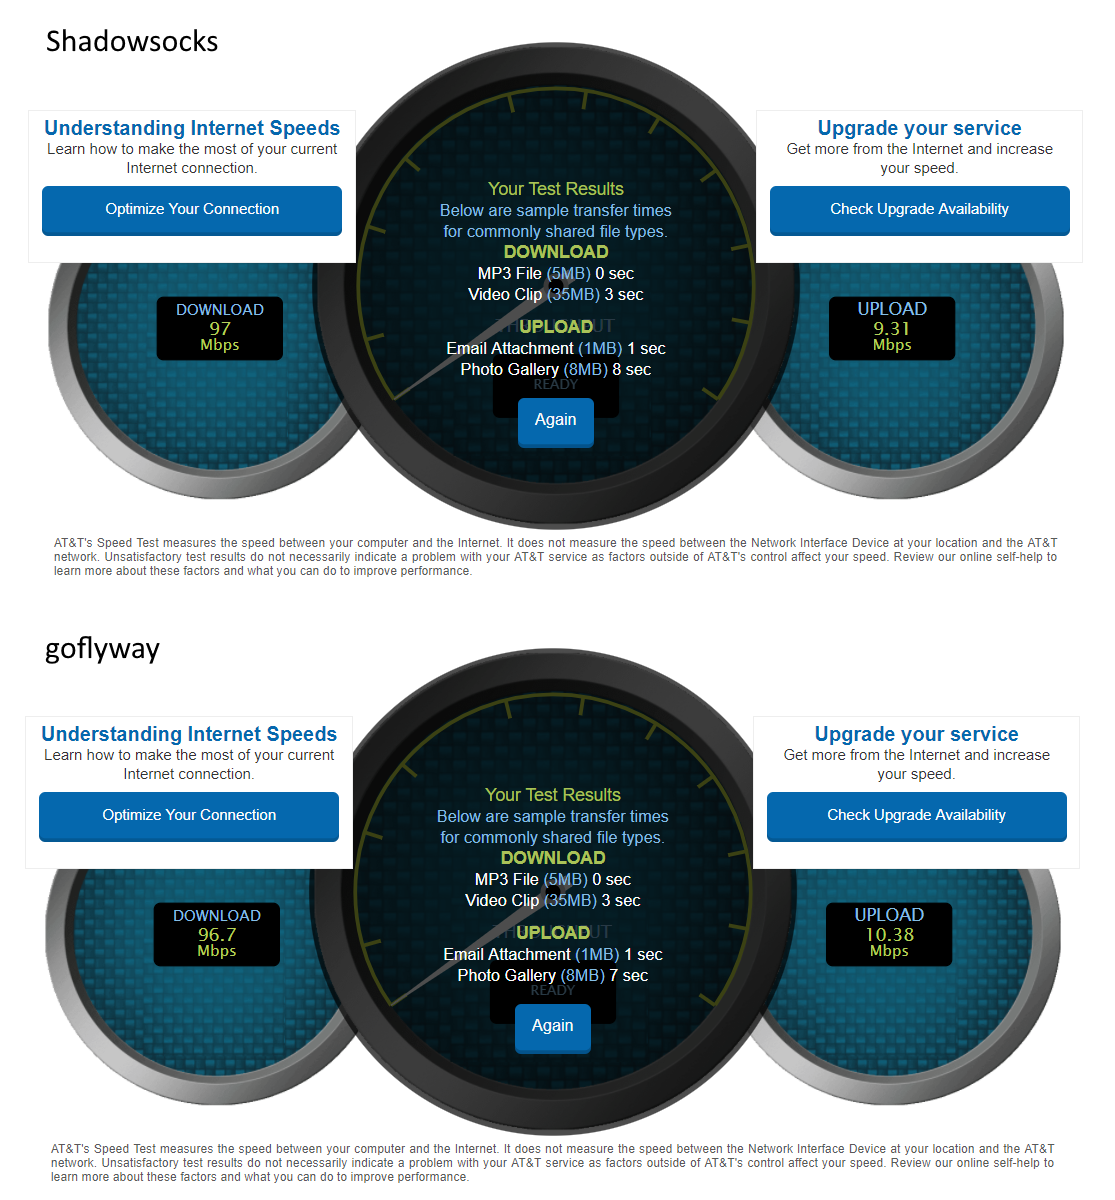 Shadowsocks
Understanding Internet Speeds
Learn how to make the most of your current
Internet connection.
Optimize Your Connection
Upgrade your service
Get more from the Internet and increase
your speed.
Check Upgrade Availability
Your Test Results
Below are sample transfer times
for commonly shared file types.
DOWNLOAD
MP3 File (5MB) 0 sec
Video Clip (35MB) 3 sec
UPLOAD
Email Attachment (1MB) 1 sec
Photo Gallery (8MB) 8 sec
READY
Again
DOWNLOAD
97
Mbps
UPLOAD
9.31
Mbps
AT&T's Speed Test measures the speed between your computer and the Internet. It does not measure the speed between the Network Interface Device at your location and the AT&T
network. Unsatisfactory test results do not necessarily indicate a problem with your AT&T service as factors outside of AT&T's control affect your speed. Review our online self-help to
learn more about these factors and what you can do to improve performance.
goflyway
Understanding Internet Speeds
Learn how to make the most of your current
Internet connection.
Optimize Your Connection
Upgrade your service
Get more from the Internet and increase
your speed.
Check Upgrade Availability
Your Test Results
Below are sample transfer times
for commonly shared file types.
DOWNLOAD
MP3 File (5MB) 0 sec
Video Clip (35MB) 3 sec
UPLOAD
Email Attachment (1MB) 1 sec
Photo Gallery (8MB) 7 sec
READY
Again
DOWNLOAD
96.7
Mbps
UPLOAD
10.38
Mbps
AT&T's Speed Test measures the speed between your computer and the Internet. It does not measure the speed between the Network Interface Device at your location and the AT&T
network. Unsatisfactory test results do not necessarily indicate a problem with your AT&T service as factors outside of AT&T's control affect your speed. Review our online self-help to
learn more about these factors and what you can do to improve performance.